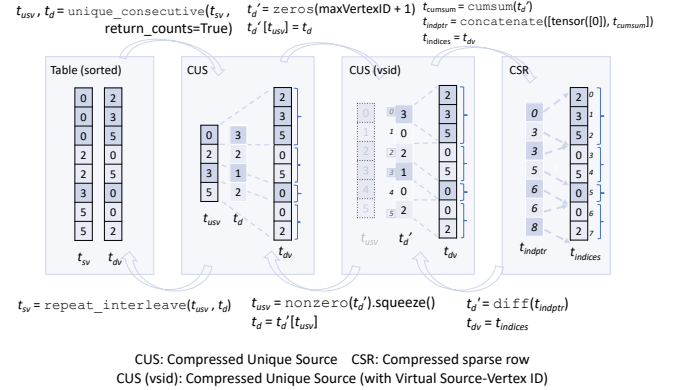 t_usv , t_d = unique_consecutive(t_sv ,
return_counts=True)
t_d′ = zeros(maxVertexID + 1)
t_d′ [t_usv] = t_d
t_cumsum = cumsum(t_d′)
t_indptr = concatenate([tensor([0]), t_cumsum])
t_indices = t_dv
Table (sorted)
0 2
0 3
0 5
2 0
2 5
3 0
5 0
5 2
t_sv t_dv
CUS
0
2
3
5
t_usv
3
2
1
2
t_d
2
3
5
0
5
0
0
2
t_dv
CUS (vsid)
0
1
2
3
4
5
t_usv
0 3
1 0
2 2
3 1
4 0
5 2
t_d′
2
3
5
0
5
0
0
2
t_dv
CSR
0
3
3
5
6
6
8
t_indptr
2 0
3 1
5 2
0 3
5 4
0 5
0 6
2 7
t_indices
t_sv = repeat_interleave(t_usv , t_d)
t_usv = nonzero(t_d′).squeeze()
t_d = t_d′[t_usv]
t_d′ = diff(t_indptr)
t_dv = t_indices
CUS: Compressed Unique Source CSR: Compressed sparse row
CUS (vsid): Compressed Unique Source (with Virtual Source-Vertex ID)